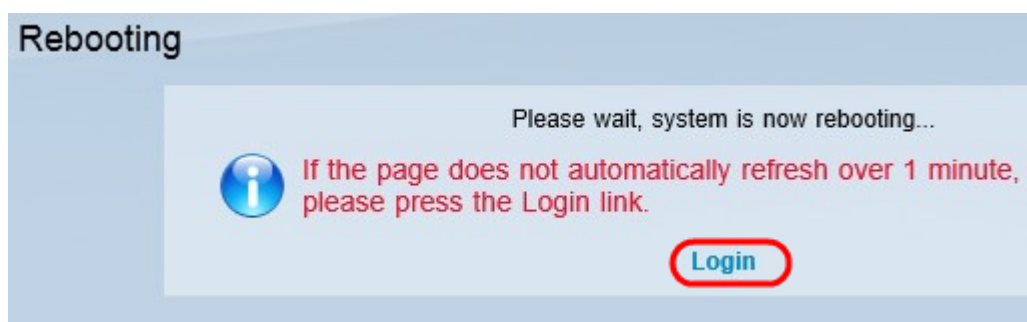 Rebooting
Please wait, system is now rebooting...
If the page does not automatically refresh over 1 minute,
please press the Login link.
Login